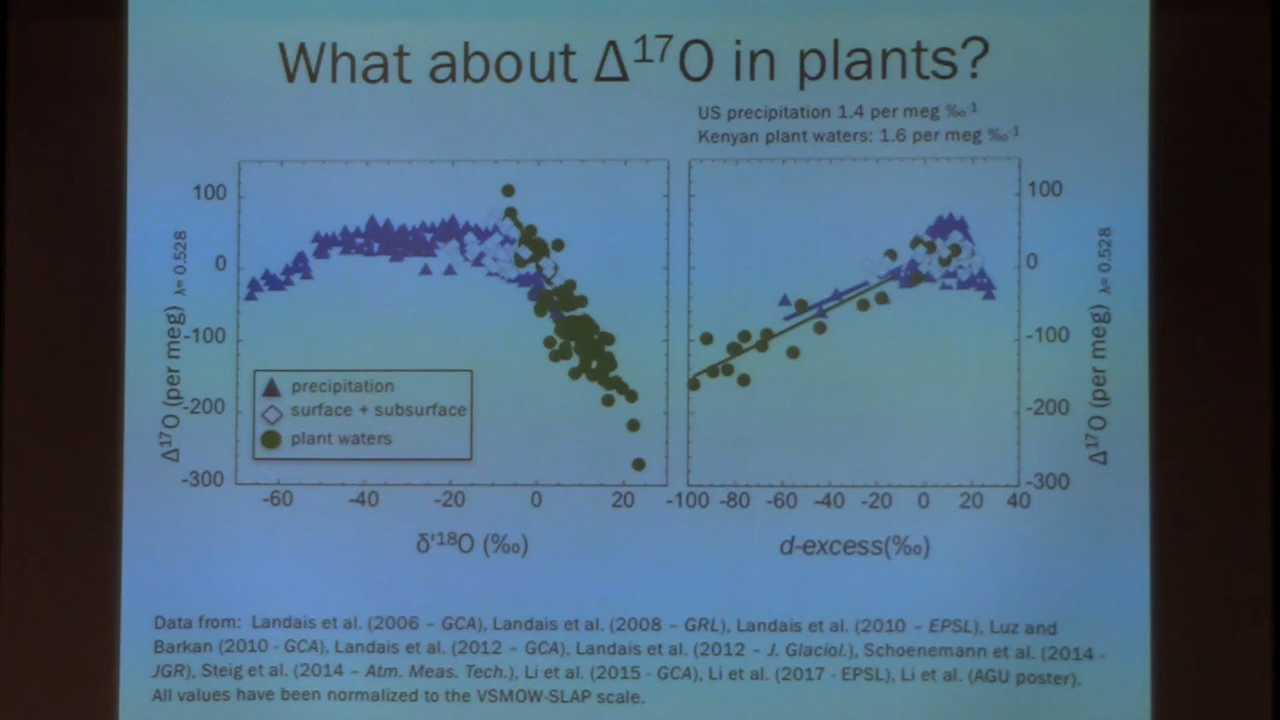 What about Δ¹⁷O in plants?
US precipitation 1.4 per meg ‰⁻¹
Kenyan plant waters: 1.6 per meg ‰⁻¹
Δ¹⁷O (per meg) λ= 0.528
100
0
-100
-200
-300
precipitation
surface + subsurface
plant waters
-60
-40
-20
0
20
δ'¹⁸O (‰)
100
0
-100
-200
-300
Δ¹⁷O (per meg) λ= 0.528
-100
-80
-60
-40
-20
0
20
40
d-excess(‰)
Data from: Landais et al. (2006 – GCA), Landais et al. (2008 – GRL), Landais et al. (2010 – EPSL), Luz and
Barkan (2010 - GCA), Landais et al. (2012 – GCA), Landais et al. (2012 – J. Glaciol.), Schoenemann et al. (2014 -
JGR), Steig et al. (2014 – Atm. Meas. Tech.), Li et al. (2015 - GCA), Li et al. (2017 - EPSL), Li et al. (AGU poster).
All values have been normalized to the VSMOW-SLAP scale.